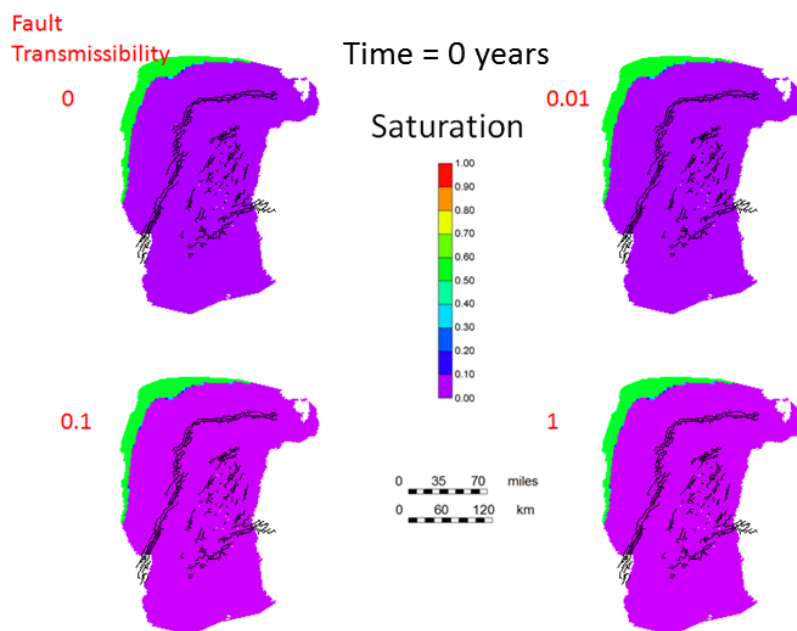 Fault
Transmissibility
Time = 0 years
0
0.01
Saturation
1.00
0.90
0.80
0.70
0.60
0.50
0.40
0.30
0.20
0.10
0.00
0.1
1
0 35 70 miles
0 60 120 km